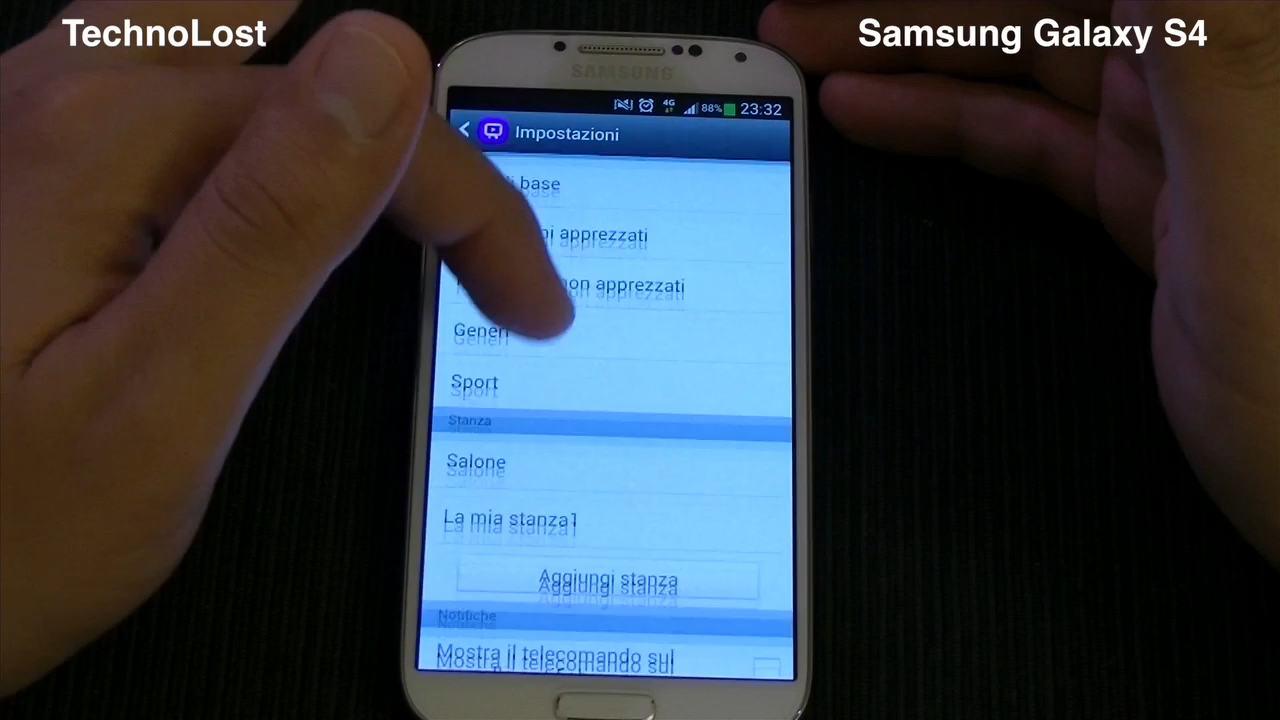 TechnoLost
Samsung Galaxy S4
SAMSUNG
4G
88%
23:32
Impostazioni
base
apprezzati
non apprezzati
Generi
Sport
Stanza
Salone
La mia stanza1
Aggiungi stanza
Notifiche
Mostra il telecomando sul